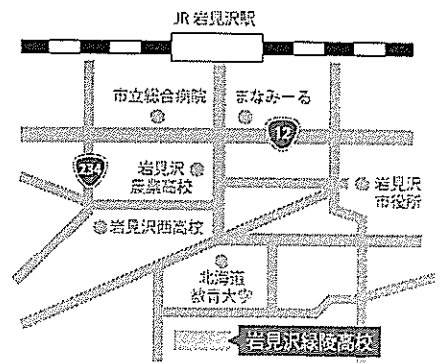 JR 岩見沢駅
市立総合病院
まなみーる
12
234
岩見沢
農業高校
岩見沢
市役所
岩見沢西高校
北海道
教育大学
岩見沢緑陵高校